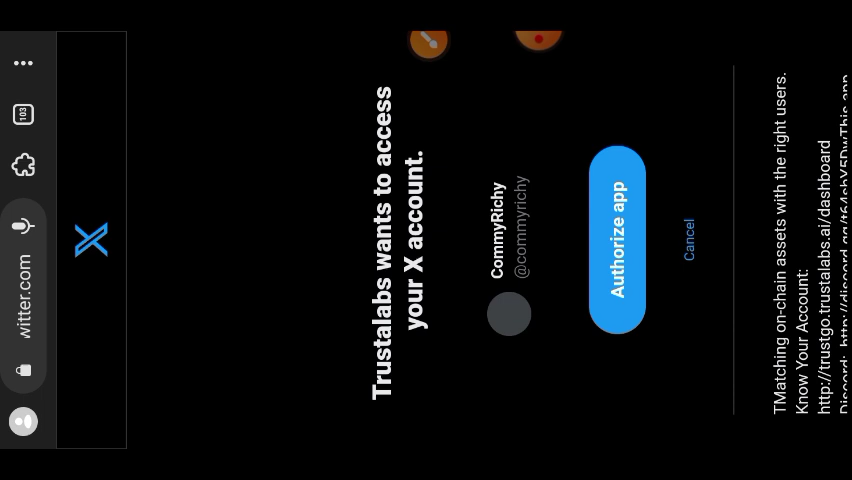 103
witter.com
Trustalabs wants to access
your X account.
CommyRichy
@commyrichy
Authorize app
Cancel
TMatching on-chain assets with the right users.
Know Your Account:
http://trustgo.trustalabs.ai/dashboard